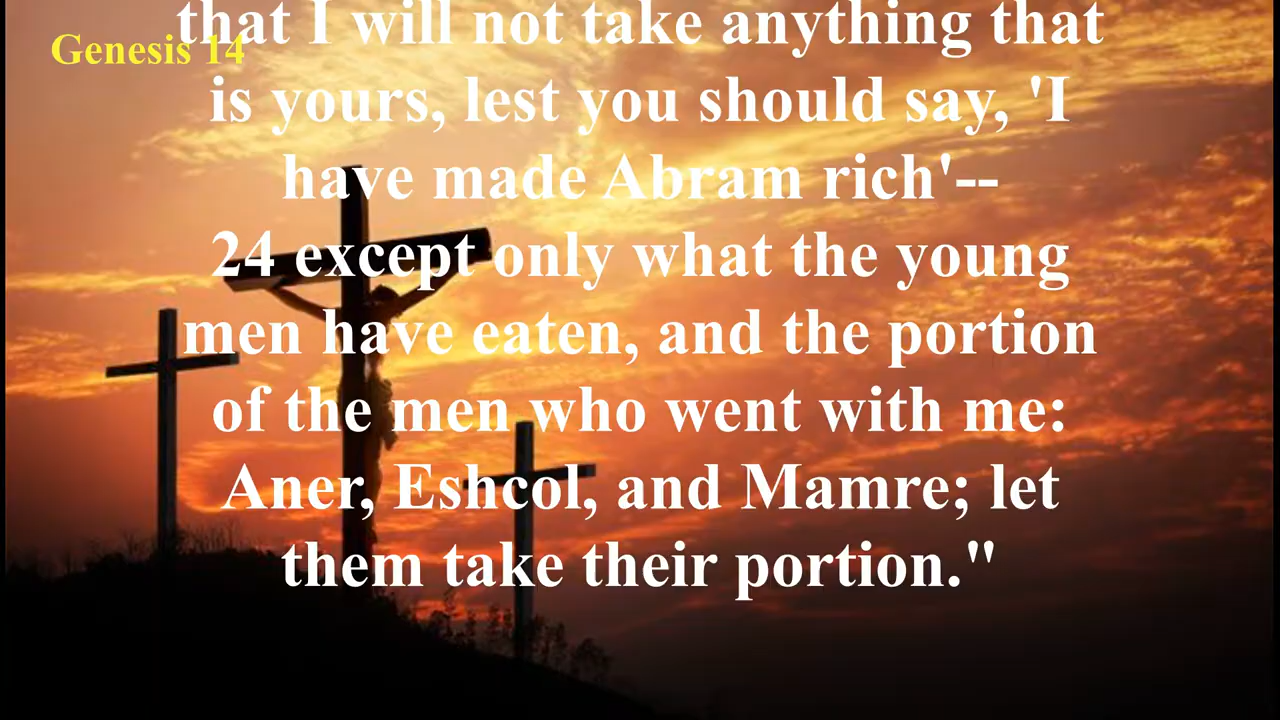 Genesis 14
that I will not take anything that
is yours, lest you should say, 'I
have made Abram rich'--
24 except only what the young
men have eaten, and the portion
of the men who went with me:
Aner, Eshcol, and Mamre; let
them take their portion."